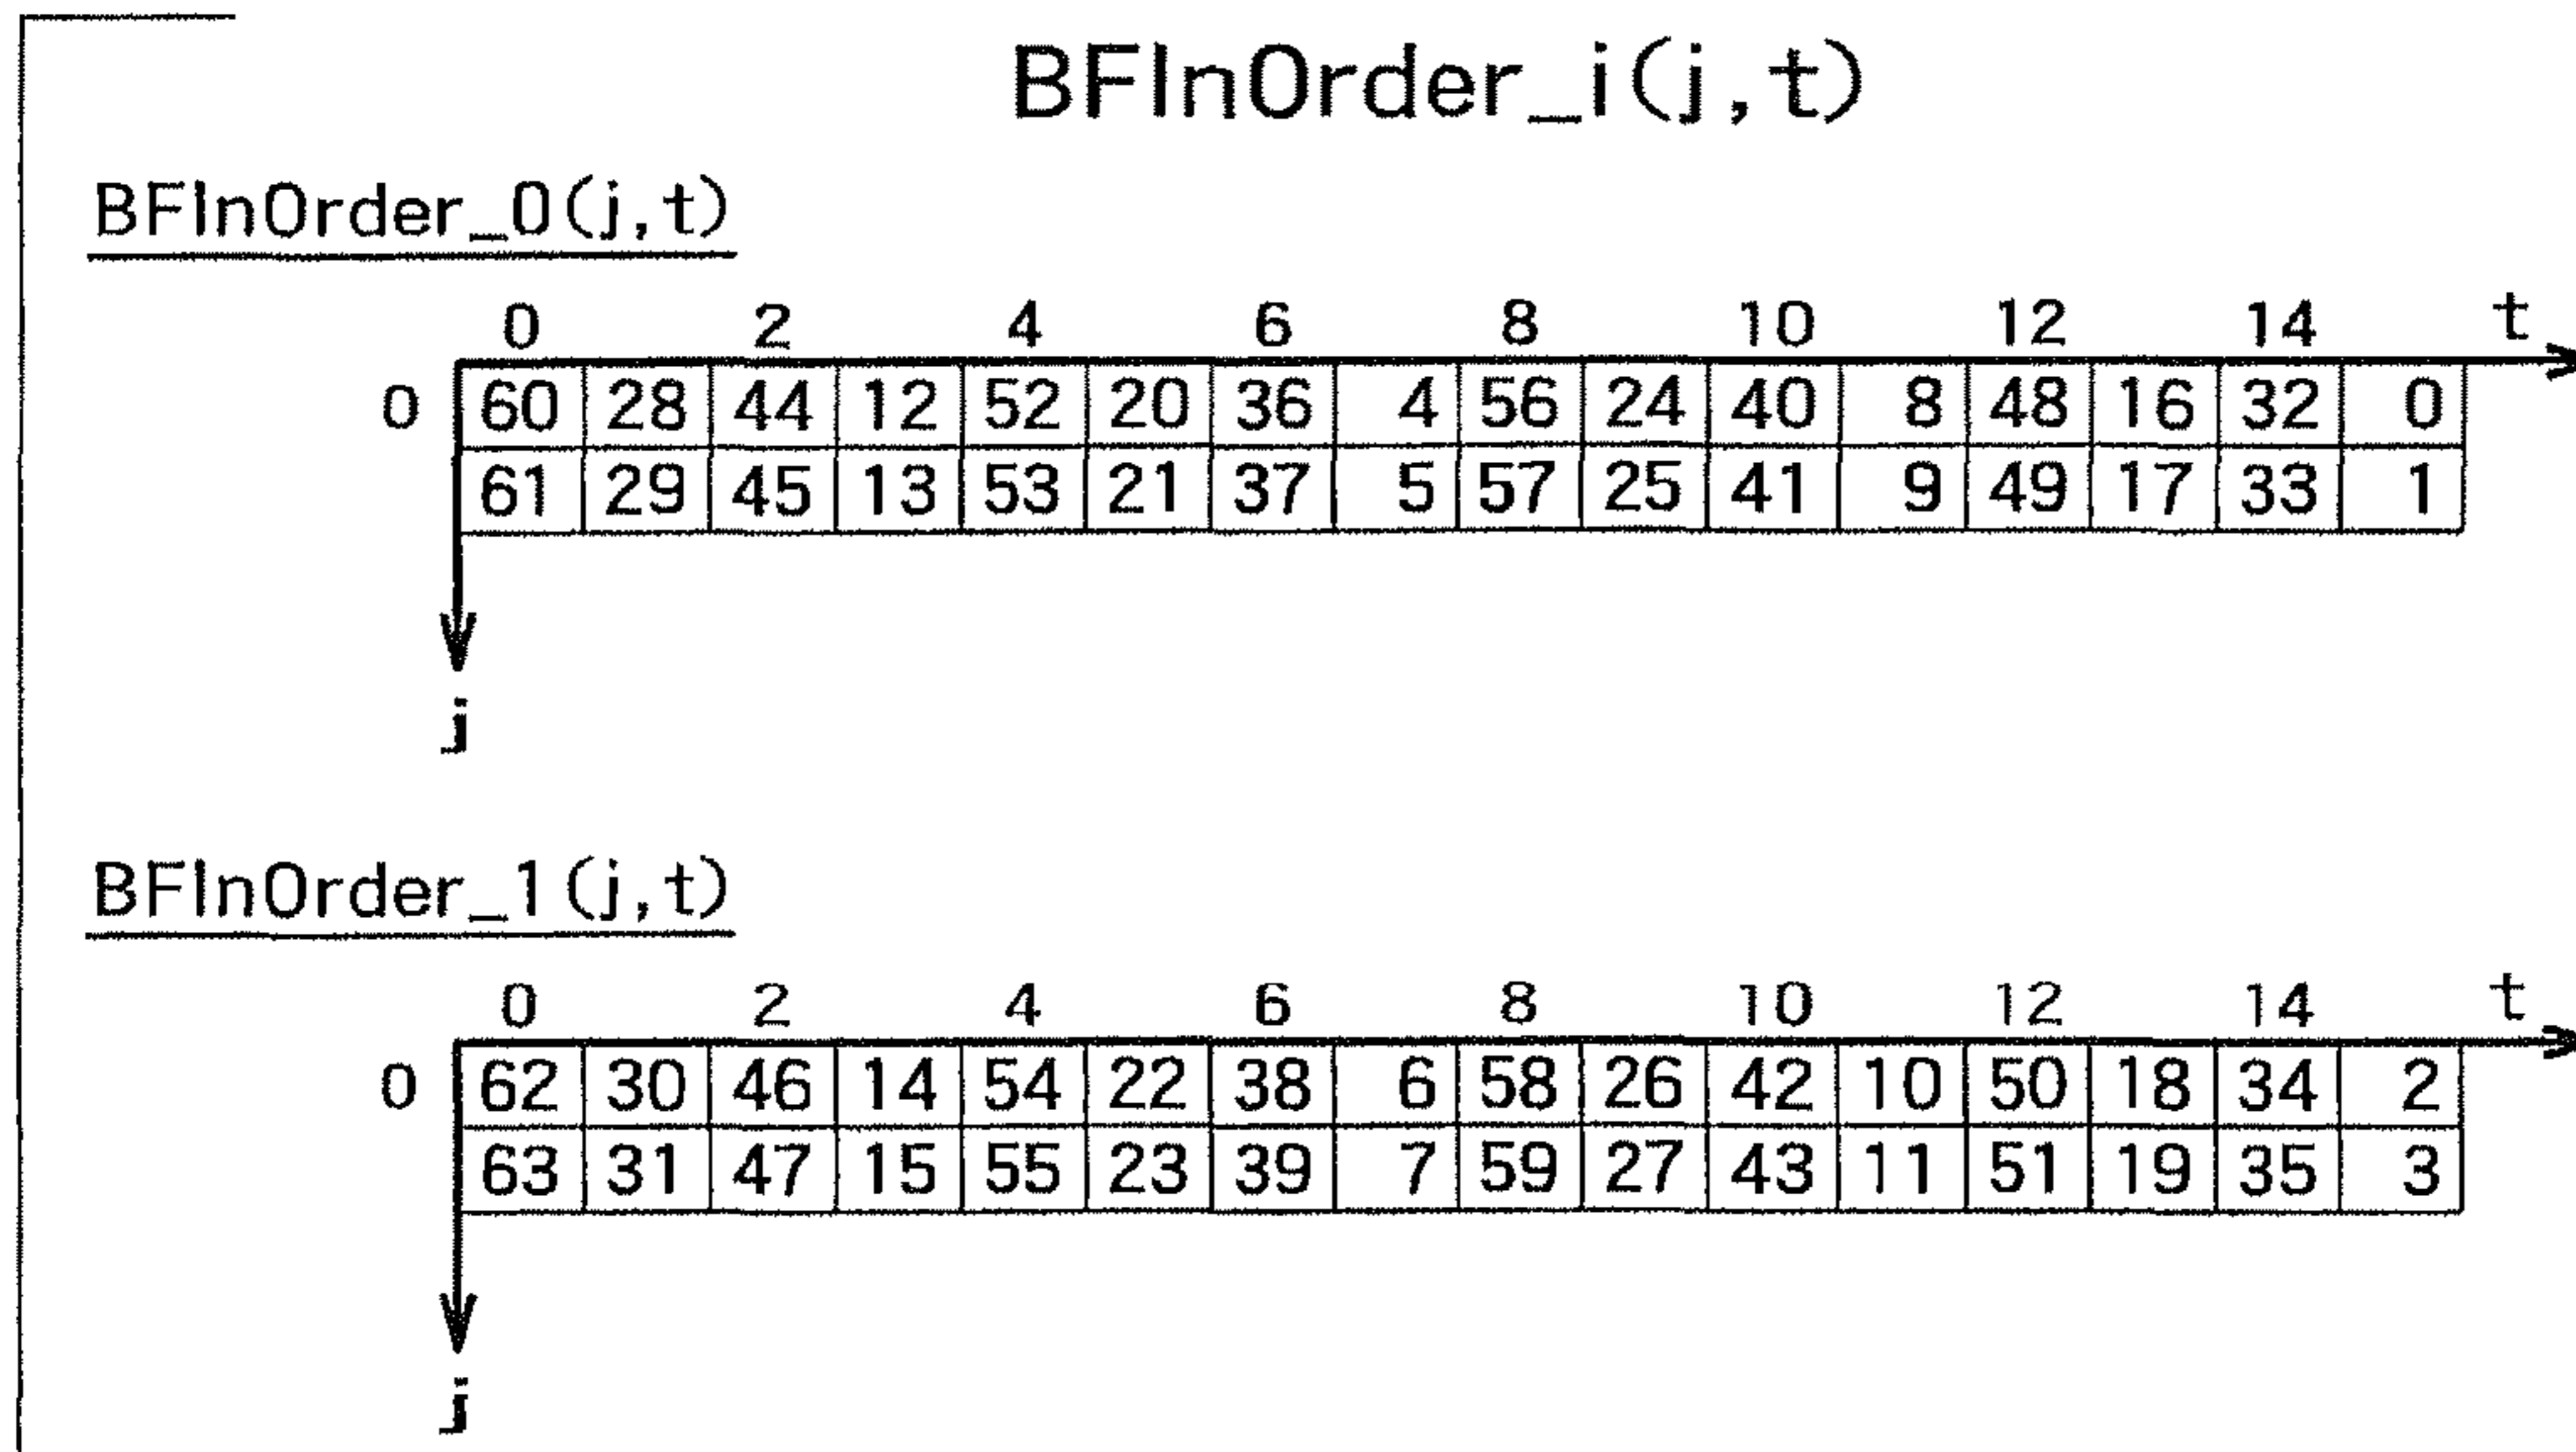 BFInOrder_i(j,t)
BFInOrder_0(j,t)
0 2 4 6 8 10 12 14 t
0 60 28 44 12 52 20 36 4 56 24 40 8 48 16 32 0
61 29 45 13 53 21 37 5 57 25 41 9 49 17 33 1
j
BFInOrder_1(j,t)
0 2 4 6 8 10 12 14 t
0 62 30 46 14 54 22 38 6 58 26 42 10 50 18 34 2
63 31 47 15 55 23 39 7 59 27 43 11 51 19 35 3
j